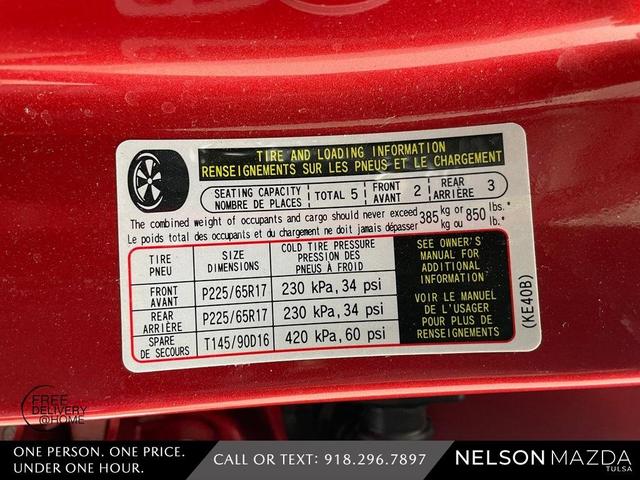 TIRE AND LOADING INFORMATION
RENSEIGNEMENTS SUR LES PNEUS ET LE CHARGEMENT
SEATING CAPACITY
NOMBRE DE PLACES
TOTAL 5
FRONT
AVANT
2
REAR
ARRIÈRE
3
The combined weight of occupants and cargo should never exceed 385 kg or 850 lbs.*
Le poids total des occupants et du chargement ne doit jamais dépasser kg ou lb.*
TIRE
PNEU
SIZE
DIMENSIONS
COLD TIRE PRESSURE
PRESSION DES
PNEUS À FROID
FRONT
AVANT
P225/65R17
230 kPa, 34 psi
REAR
ARRIÈRE
P225/65R17
230 kPa, 34 psi
SPARE
DE SECOURS
T145/90D16
420 kPa, 60 psi
SEE OWNER'S
MANUAL FOR
ADDITIONAL
INFORMATION
VOIR LE MANUEL
DE L'USAGER
POUR PLUS DE
RENSEIGNEMENTS
(KE40B)
FREE
DELIVERY
@HOME
ONE PERSON. ONE PRICE.
UNDER ONE HOUR.
CALL OR TEXT: 918.296.7897
NELSON MAZDA
TULSA